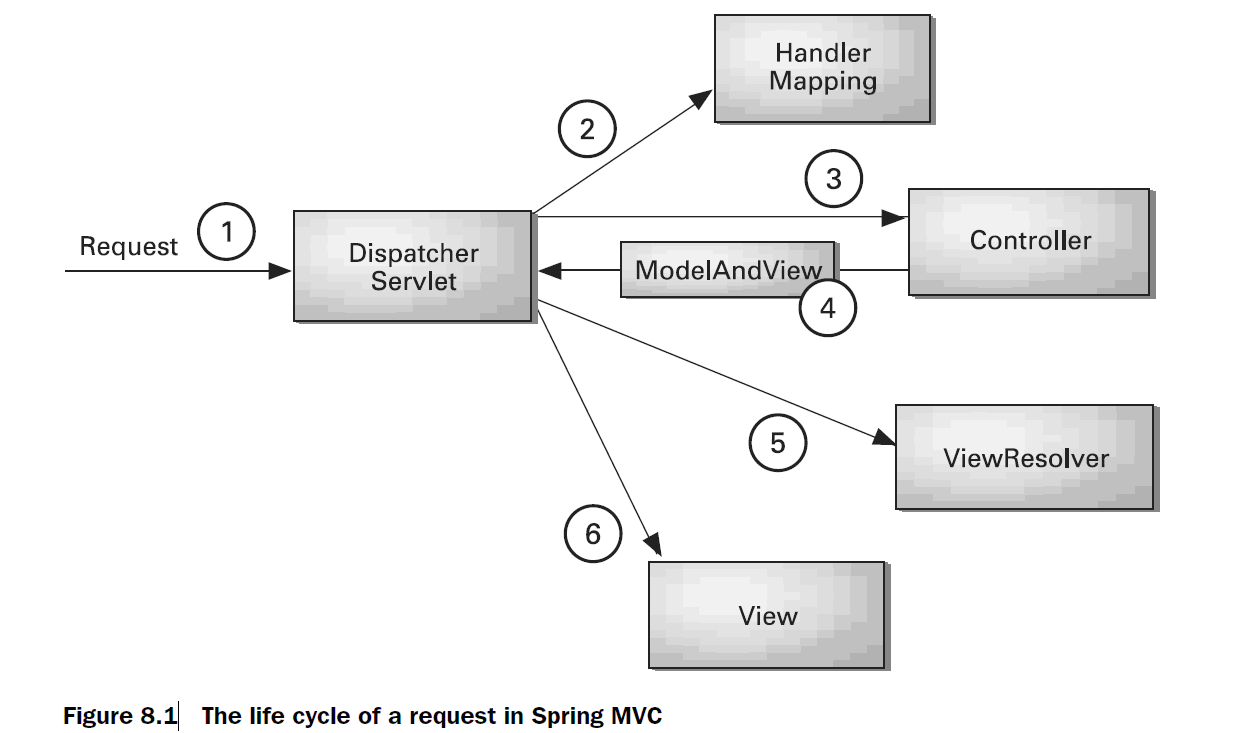 Handler
Mapping
2
3
Request
1
Dispatcher
Servlet
Controller
ModelAndView
4
5
ViewResolver
6
View
Figure 8.1 The life cycle of a request in Spring MVC